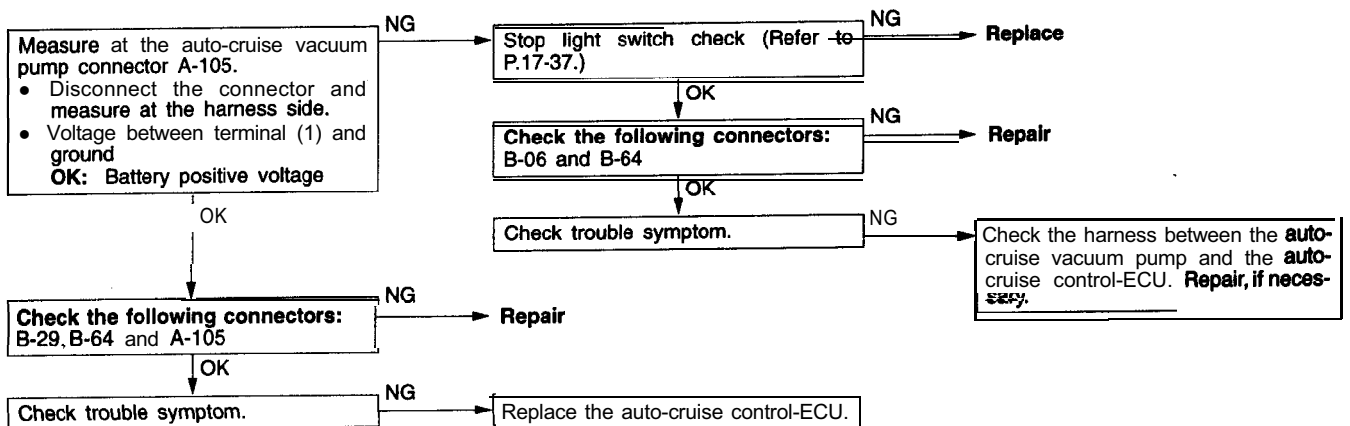 Measure at the auto-cruise vacuum
pump connector A-105.
● Disconnect the connector and
measure at the harness side.
● Voltage between terminal (1) and
ground
OK: Battery positive voltage
NG
Stop light switch check (Refer to
P.17-37.)
NG
Replace
OK
Check the following connectors:
B-06 and B-64
NG
Repair
OK
Check trouble symptom.
NG
Check the harness between the auto-
cruise vacuum pump and the auto-
cruise control-ECU. Repair, if neces-
sary.
OK
Check the following connectors:
B-29, B-64 and A-105
NG
Repair
OK
Check trouble symptom.
NG
Replace the auto-cruise control-ECU.